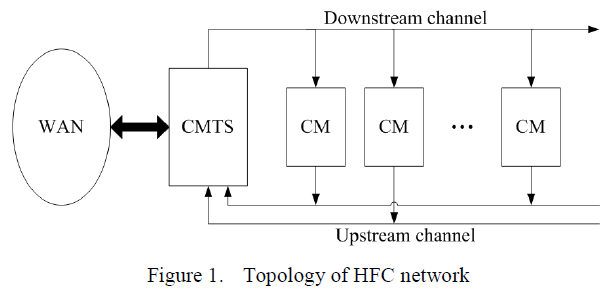 Downstream channel
WAN
CMTS
CM
CM
...
CM
Upstream channel
Figure 1. Topology of HFC network